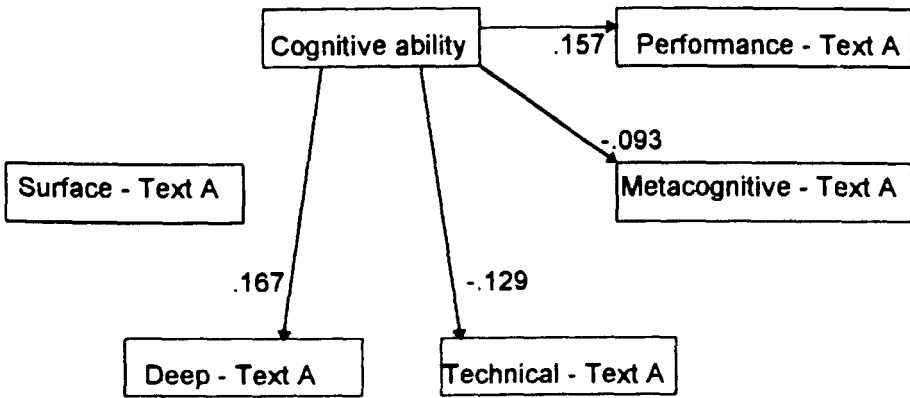 Cognitive ability
.157
Performance - Text A
-.093
Surface - Text A
Metacognitive - Text A
.167
-.129
Deep - Text A
Technical - Text A